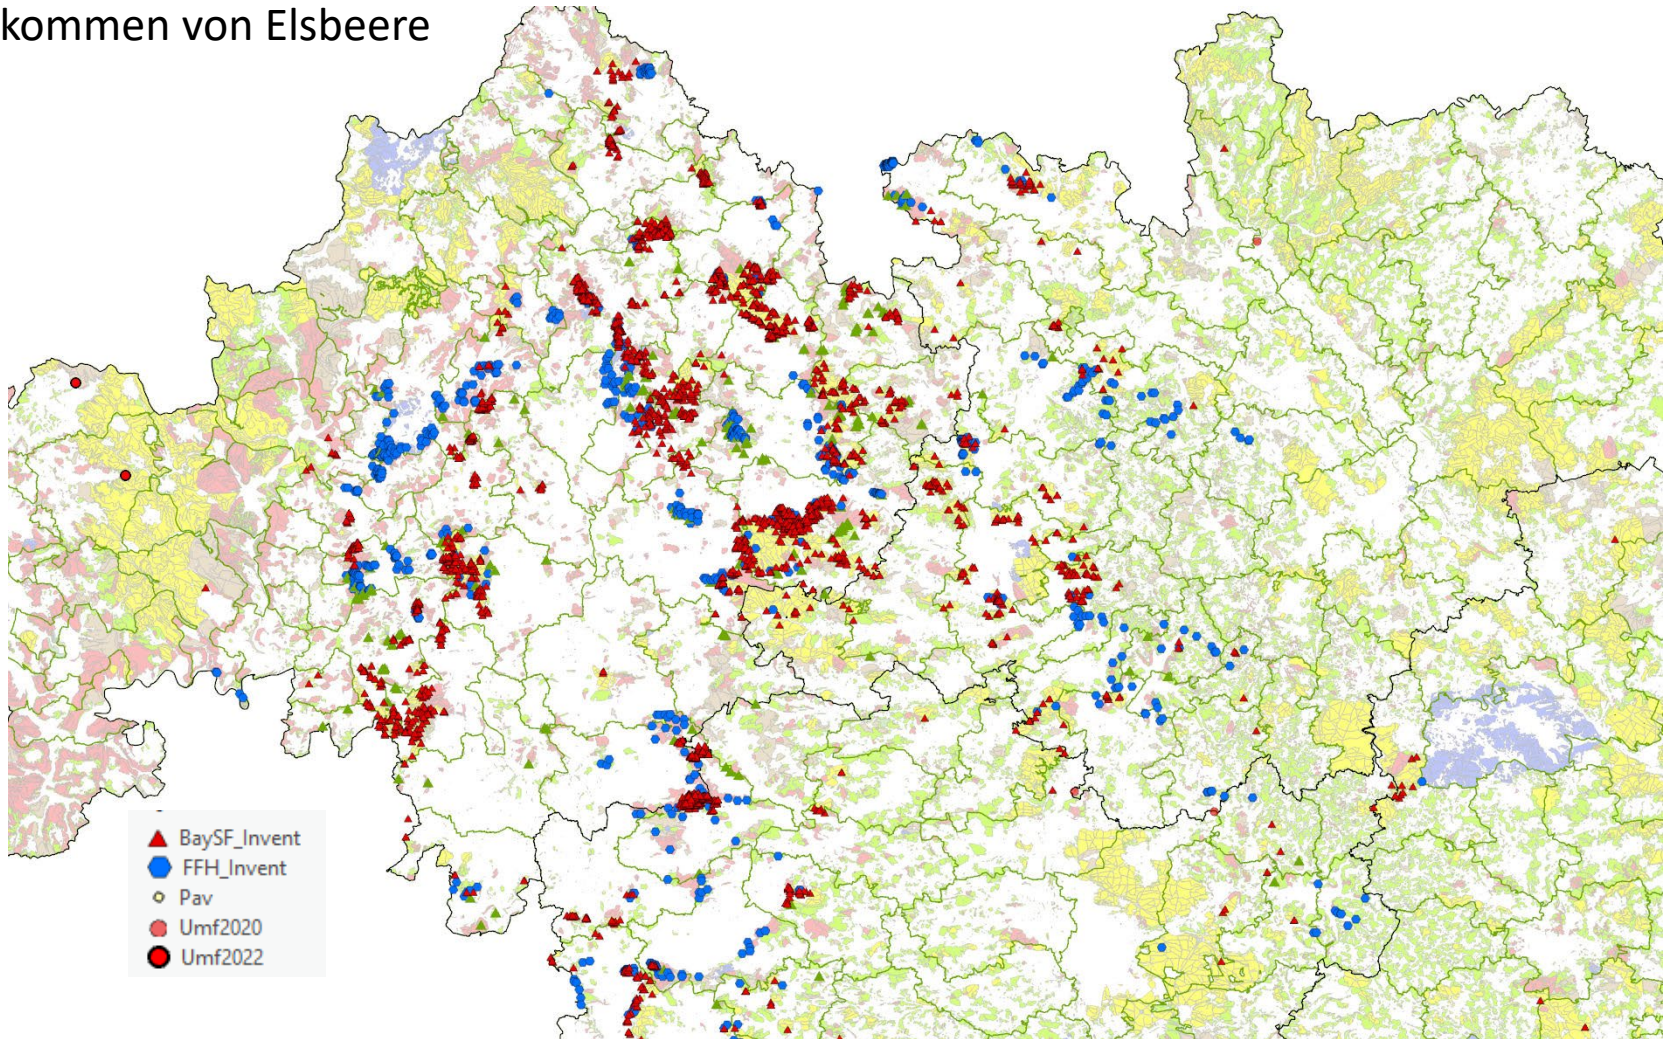 kommen von Elsbeere
BaySF_Invent
FFH_Invent
Pav
Umf2020
Umf2022